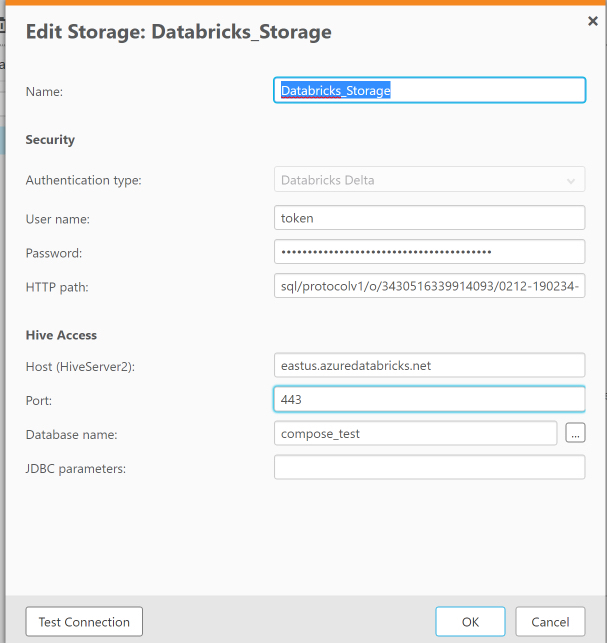 Edit Storage: Databricks_Storage
Name: Databricks_Storage
Security
Authentication type: Databricks Delta
User name: token
Password: ••••••••••••••••••••••••••••••••••••••••
HTTP path: sql/protocolv1/o/3430516339914093/0212-190234-
Hive Access
Host (HiveServer2): eastus.azuredatabricks.net
Port: 443
Database name: compose_test ...
JDBC parameters:
Test Connection OK Cancel